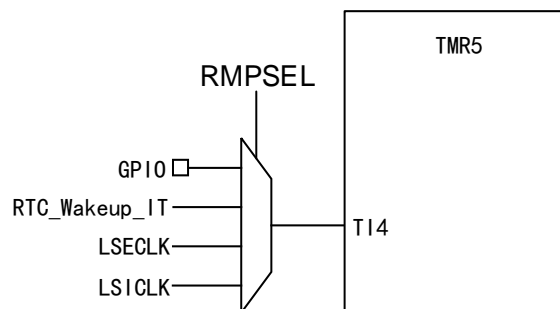 TMR5
RMPSEL
GPIO
RTC_Wakeup_IT
TI4
LSECLK
LSICLK